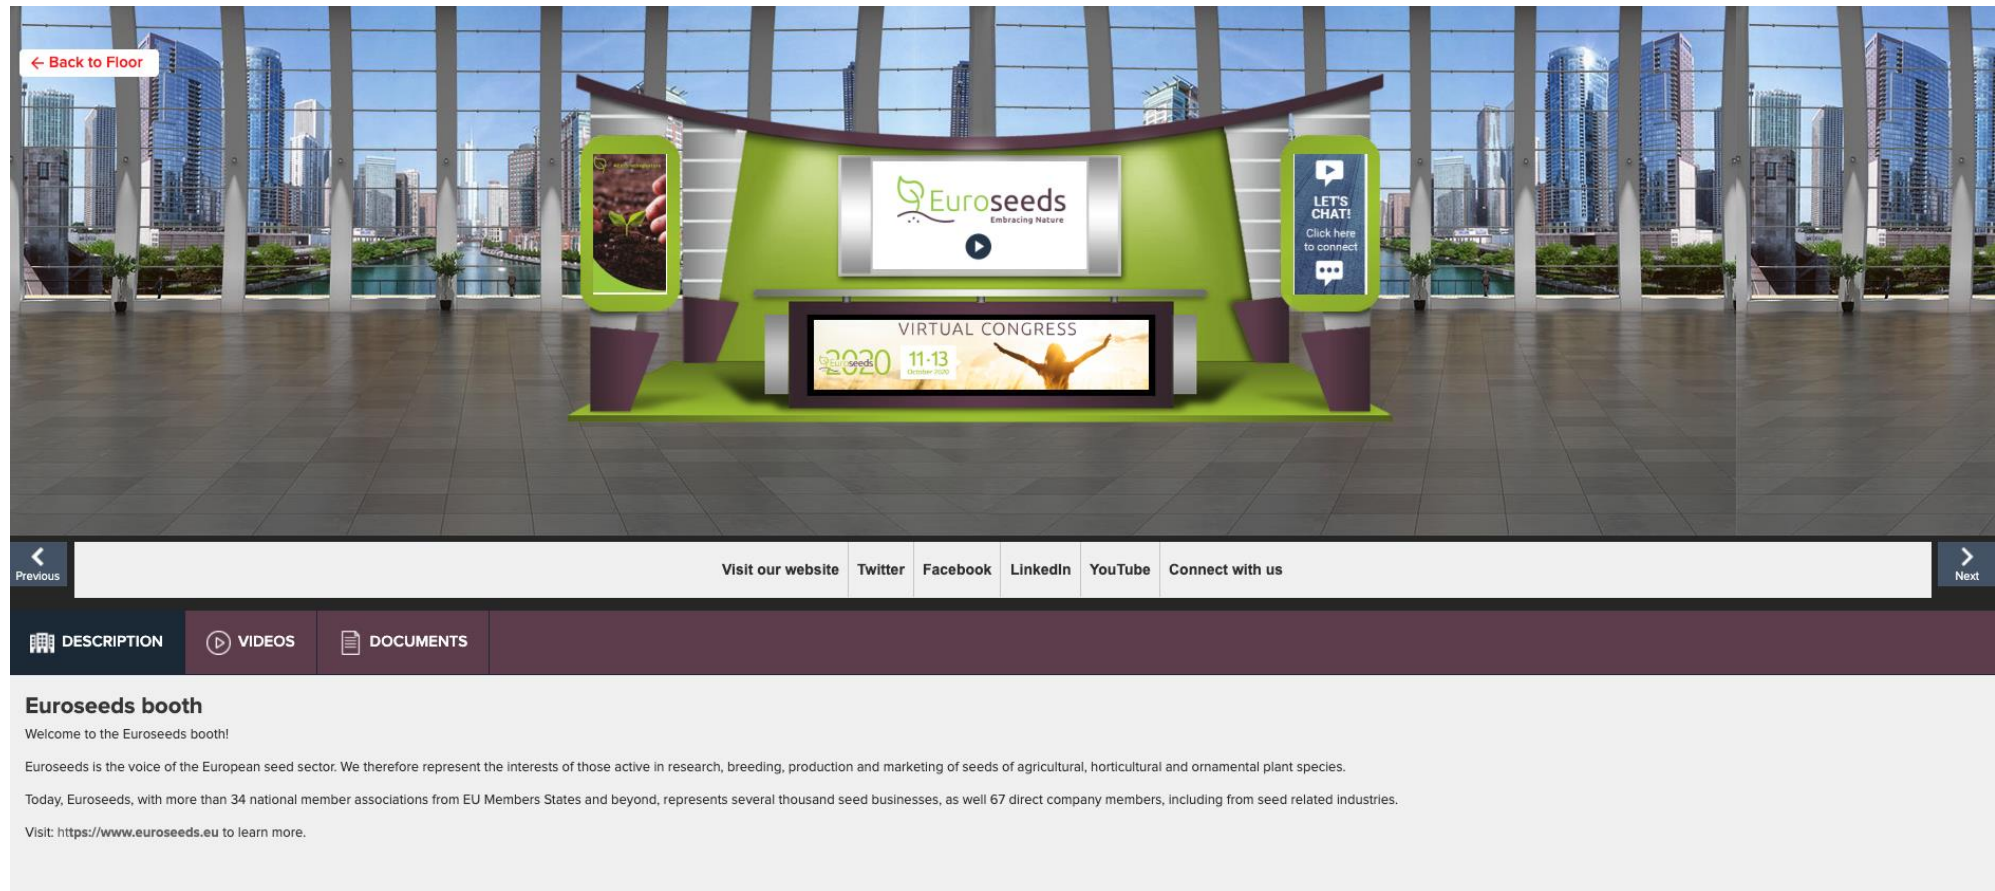 ← Back to Floor
Euroseeds
Embracing Nature
LET'S
CHAT!
Click here
to connect
VIRTUAL CONGRESS
Euroseeds
2020
11-13
October 2020
Previous
Visit our website Twitter Facebook LinkedIn YouTube Connect with us
Next
DESCRIPTION VIDEOS DOCUMENTS
Euroseeds booth
Welcome to the Euroseeds booth!
Euroseeds is the voice of the European seed sector. We therefore represent the interests of those active in research, breeding, production and marketing of seeds of agricultural, horticultural and ornamental plant species.
Today, Euroseeds, with more than 34 national member associations from EU Members States and beyond, represents several thousand seed businesses, as well 67 direct company members, including from seed related industries.
Visit: https://www.euroseeds.eu to learn more.